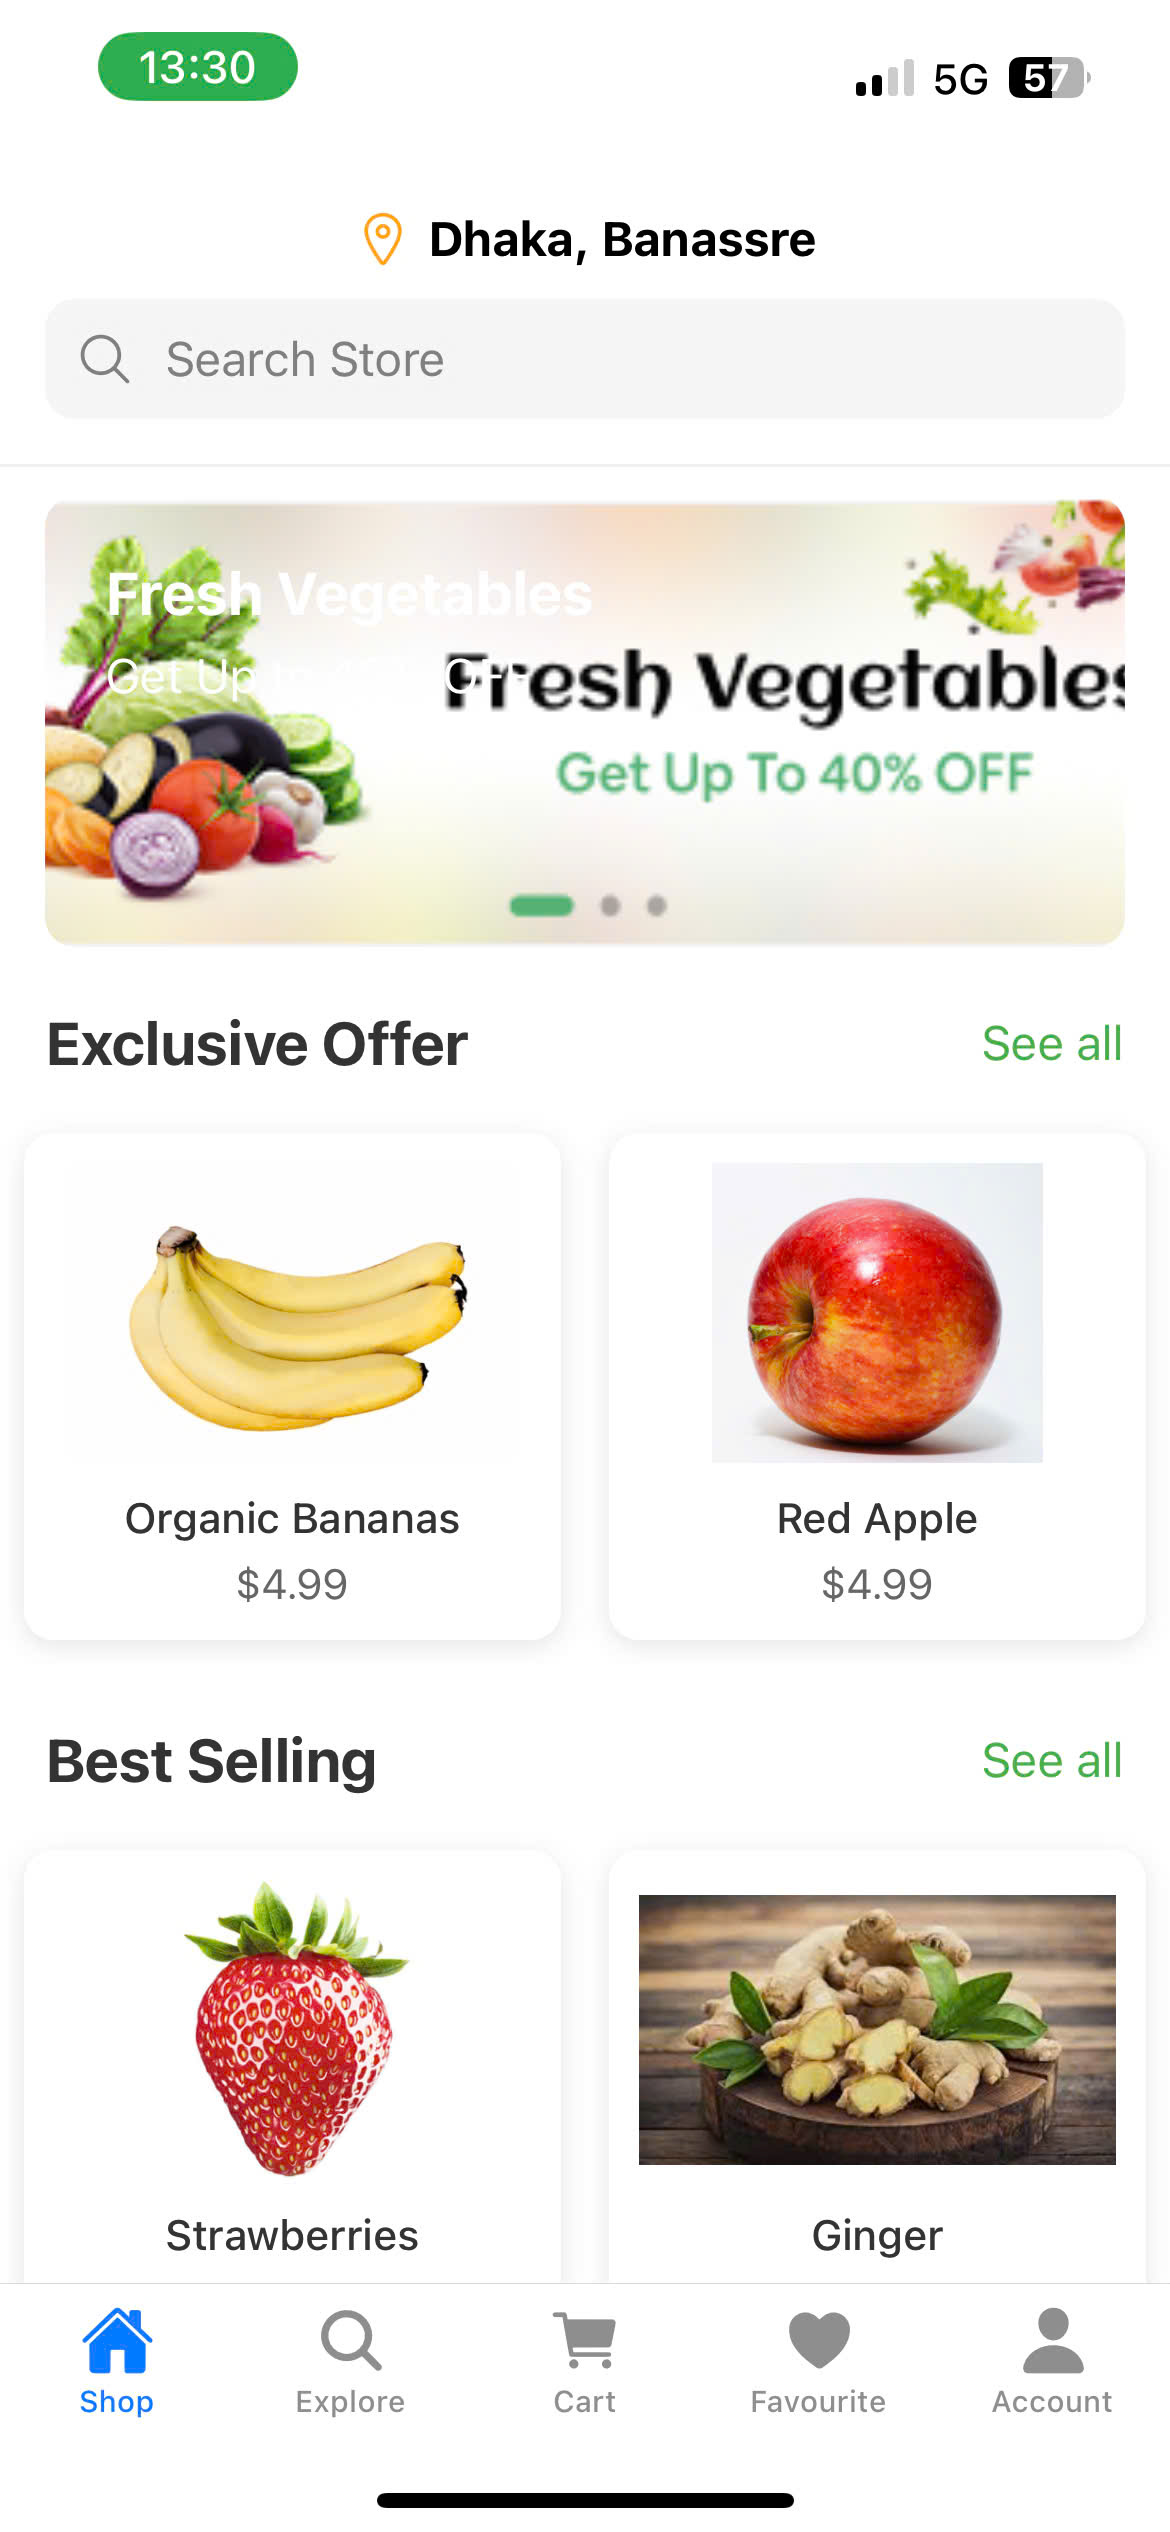 13:30
5G 57
Dhaka, Banassre
Search Store
Fresh Vegetables
Get Up to OFF
Fresh Vegetables
Get Up To 40% OFF
Exclusive Offer
See all
Organic Bananas
$4.99
Red Apple
$4.99
Best Selling
See all
Strawberries
Ginger
Shop
Explore
Cart
Favourite
Account